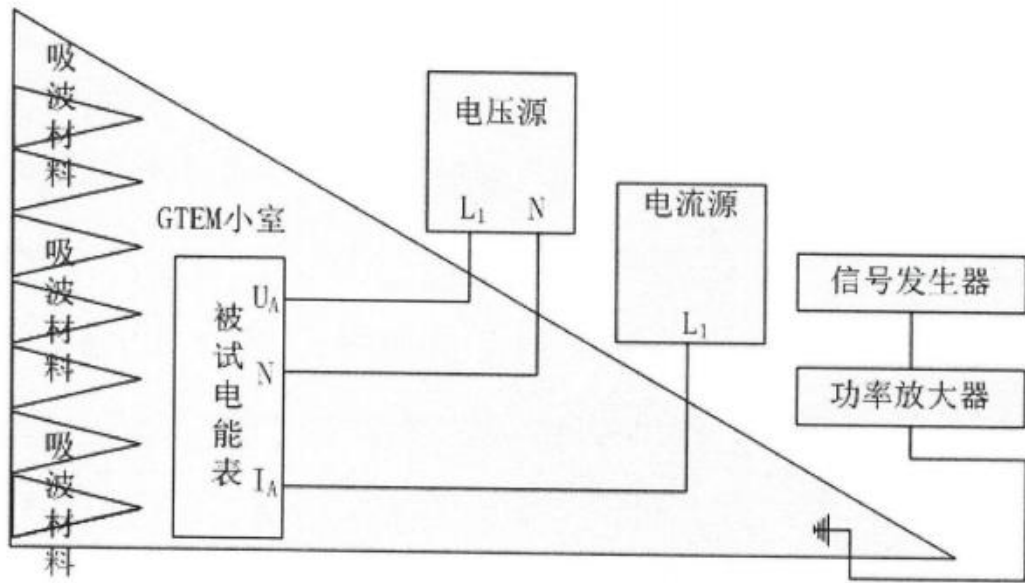 吸波材料
吸波材料
吸波材料
GTEM小室
被试电能表
U_A
N
I_A
电压源
L₁ N
电流源
L₁
信号发生器
功率放大器